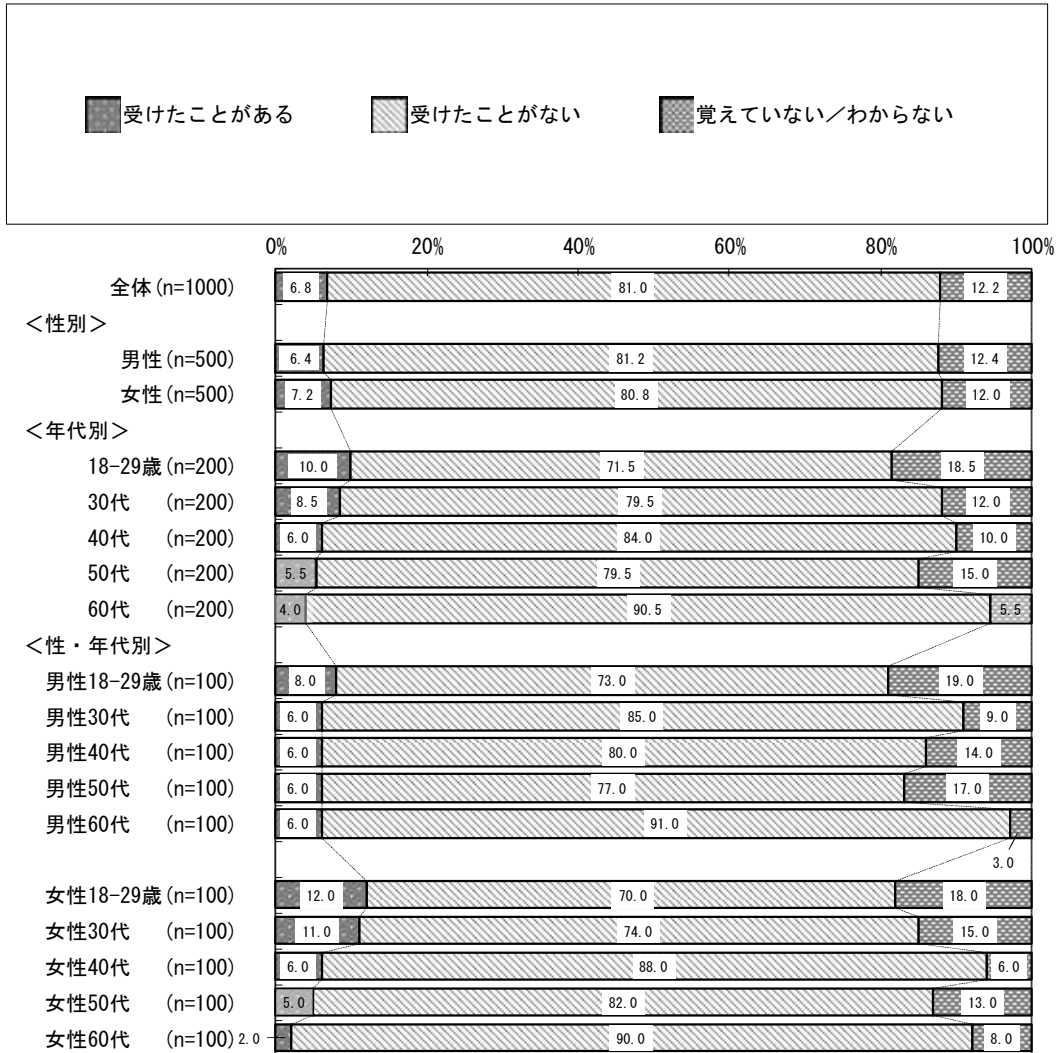 受けたことがある 受けたことがない 覚えていない／わからない
0% 20% 40% 60% 80% 100%
全体(n=1000) 6.8 81.0 12.2
＜性別＞
男性(n=500) 6.4 81.2 12.4
女性(n=500) 7.2 80.8 12.0
＜年代別＞
18-29歳(n=200) 10.0 71.5 18.5
30代 (n=200) 8.5 79.5 12.0
40代 (n=200) 6.0 84.0 10.0
50代 (n=200) 5.5 79.5 15.0
60代 (n=200) 4.0 90.5 5.5
＜性・年代別＞
男性18-29歳(n=100) 8.0 73.0 19.0
男性30代 (n=100) 6.0 85.0 9.0
男性40代 (n=100) 6.0 80.0 14.0
男性50代 (n=100) 6.0 77.0 17.0
男性60代 (n=100) 6.0 91.0
3.0
女性18-29歳(n=100) 12.0 70.0 18.0
女性30代 (n=100) 11.0 74.0 15.0
女性40代 (n=100) 6.0 88.0 6.0
女性50代 (n=100) 5.0 82.0 13.0
女性60代 (n=100) 2.0 90.0 8.0